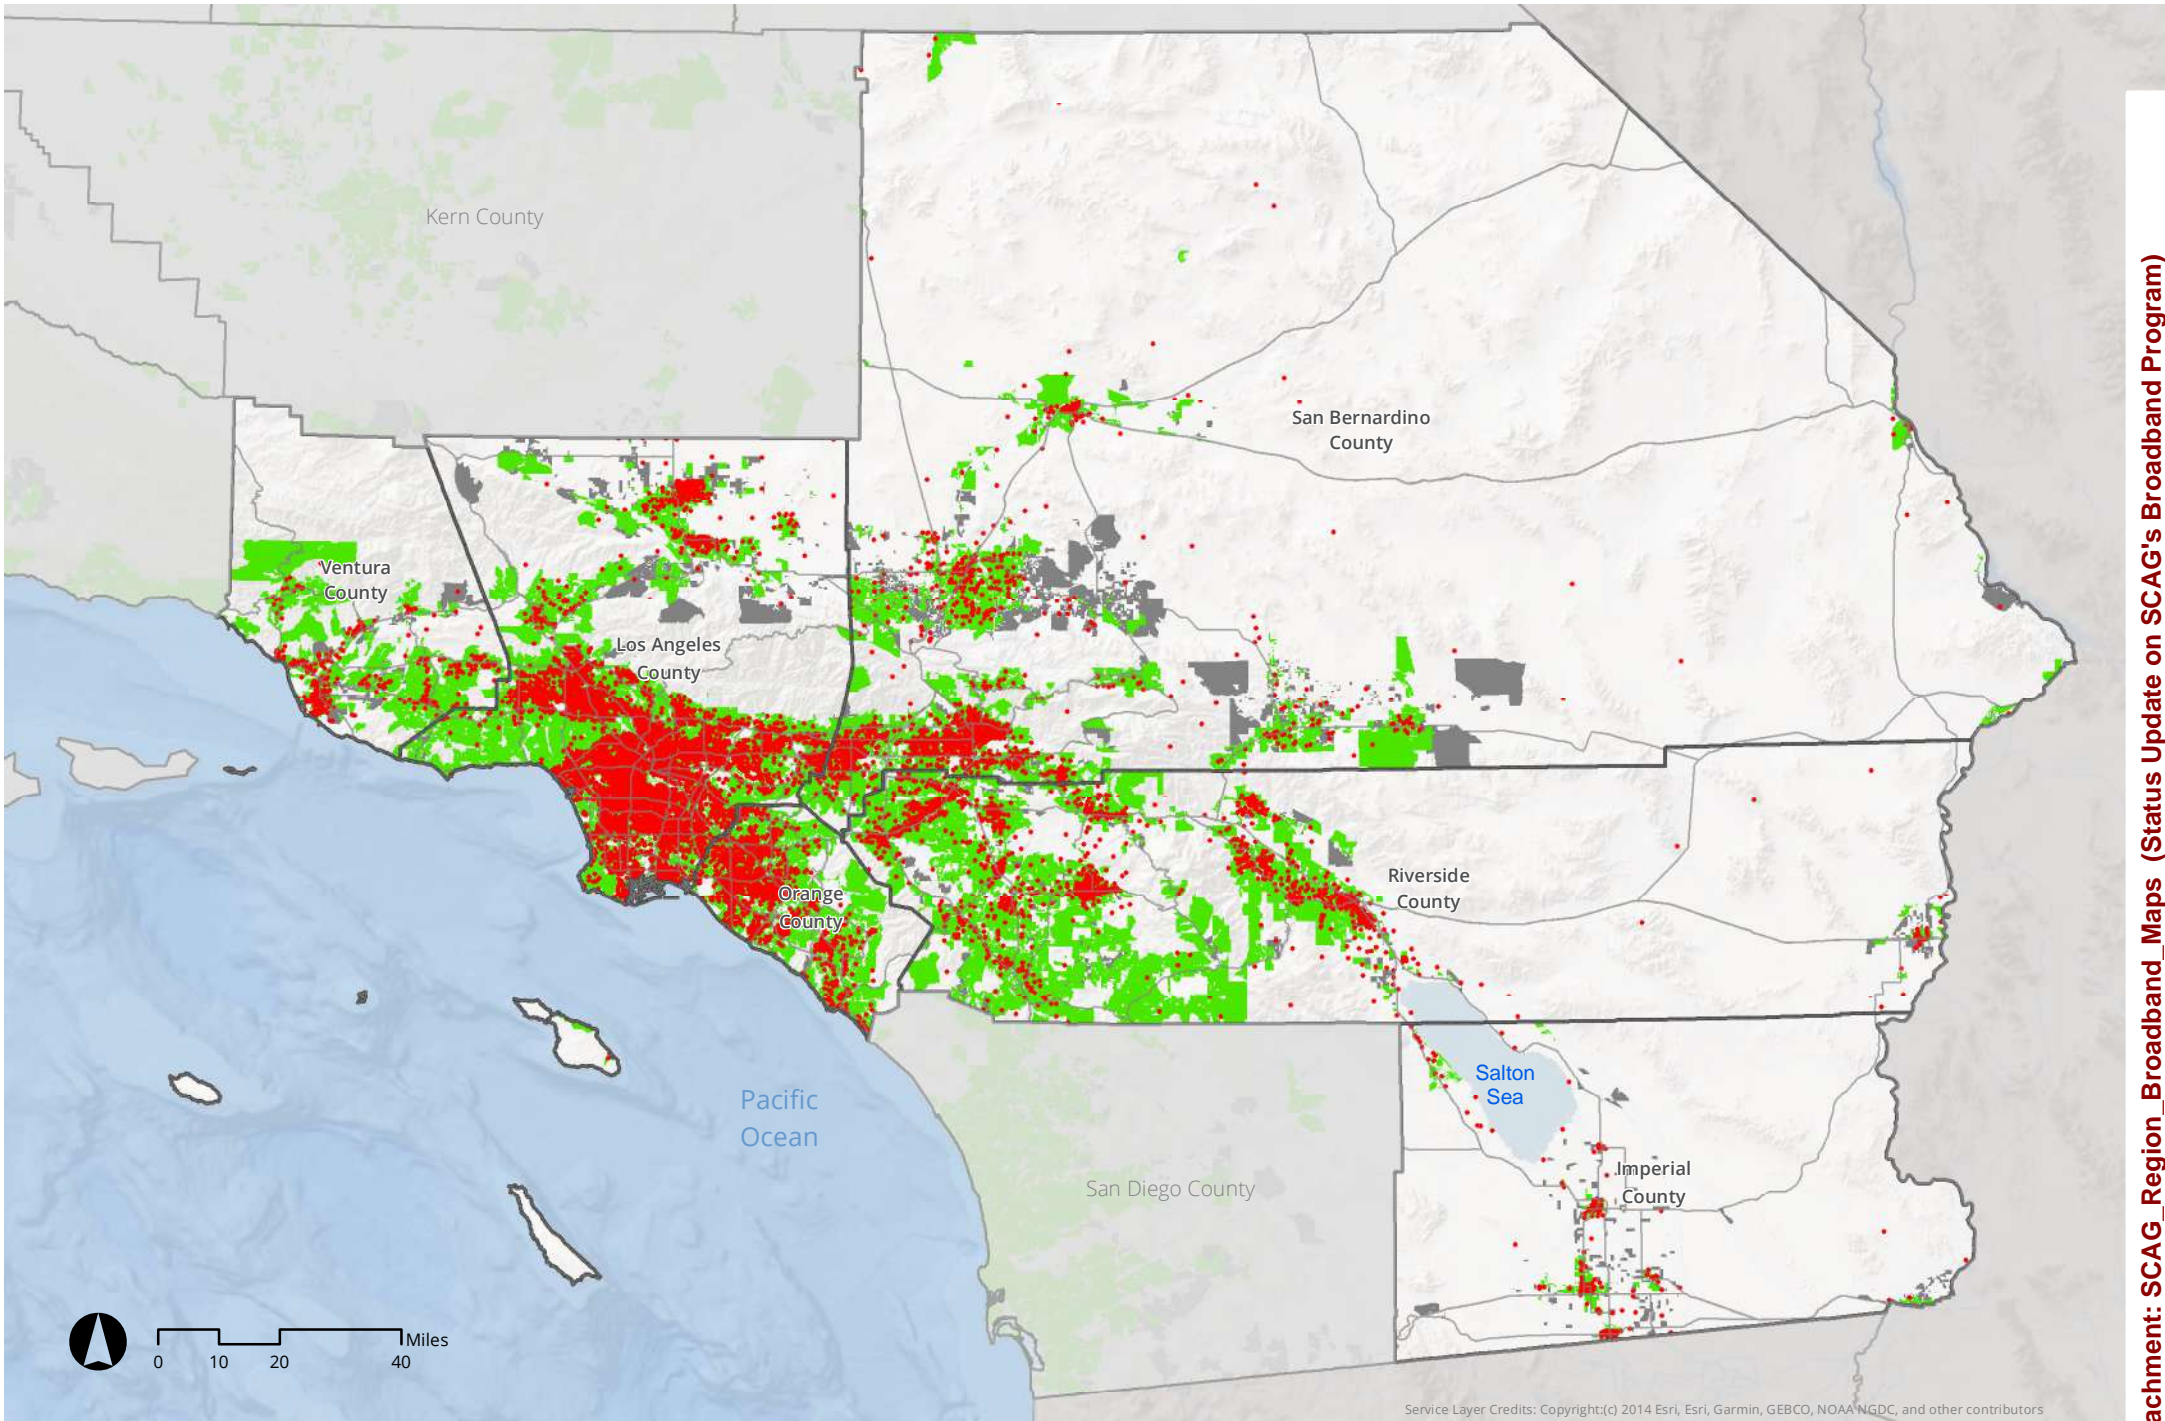 Kern County
San Bernardino
County
Ventura
County
Los Angeles
County
Orange
County
Riverside
County
Salton
Sea
Imperial
County
Pacific
Ocean
San Diego County
Miles
0 10 20 40
Service Layer Credits: Copyright:(c) 2014 Esri, Esri, Garmin, GEBCO, NOAA NGDC, and other contributors
achment: SCAG_Region_Broadband_Maps (Status Update on SCAG's Broadband Program)